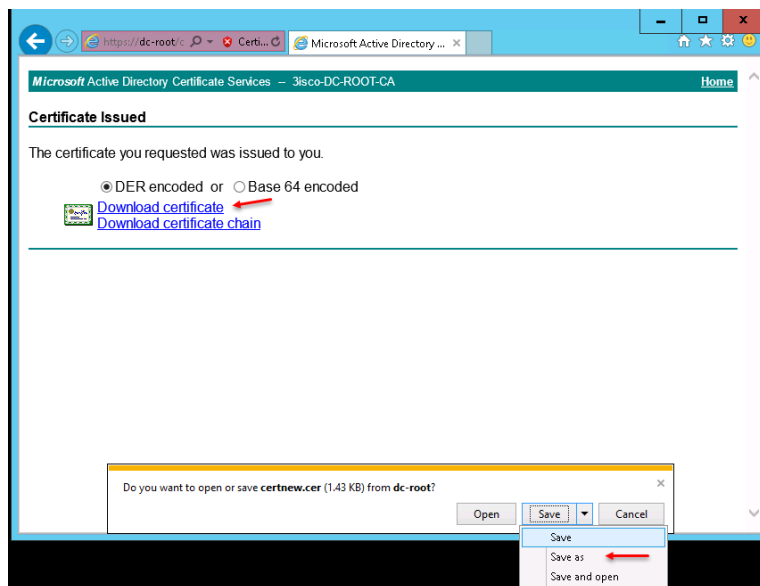 https://dc-root/c
Certi...
Microsoft Active Directory ...
Microsoft Active Directory Certificate Services – 3isco-DC-ROOT-CA
Home
Certificate Issued
The certificate you requested was issued to you.
DER encoded or Base 64 encoded
Download certificate
Download certificate chain
Do you want to open or save certnew.cer (1.43 KB) from dc-root?
Open
Save
Cancel
Save
Save as
Save and open